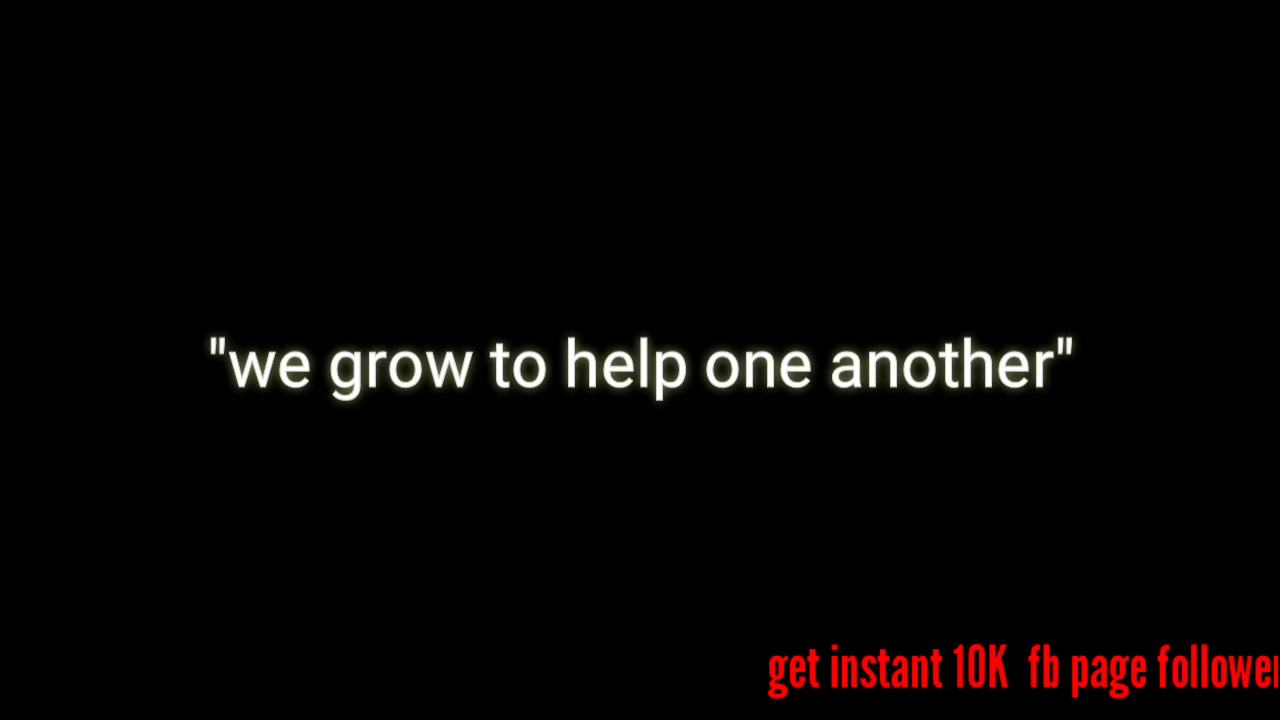 "we grow to help one another"
get instant 10K fb page follower